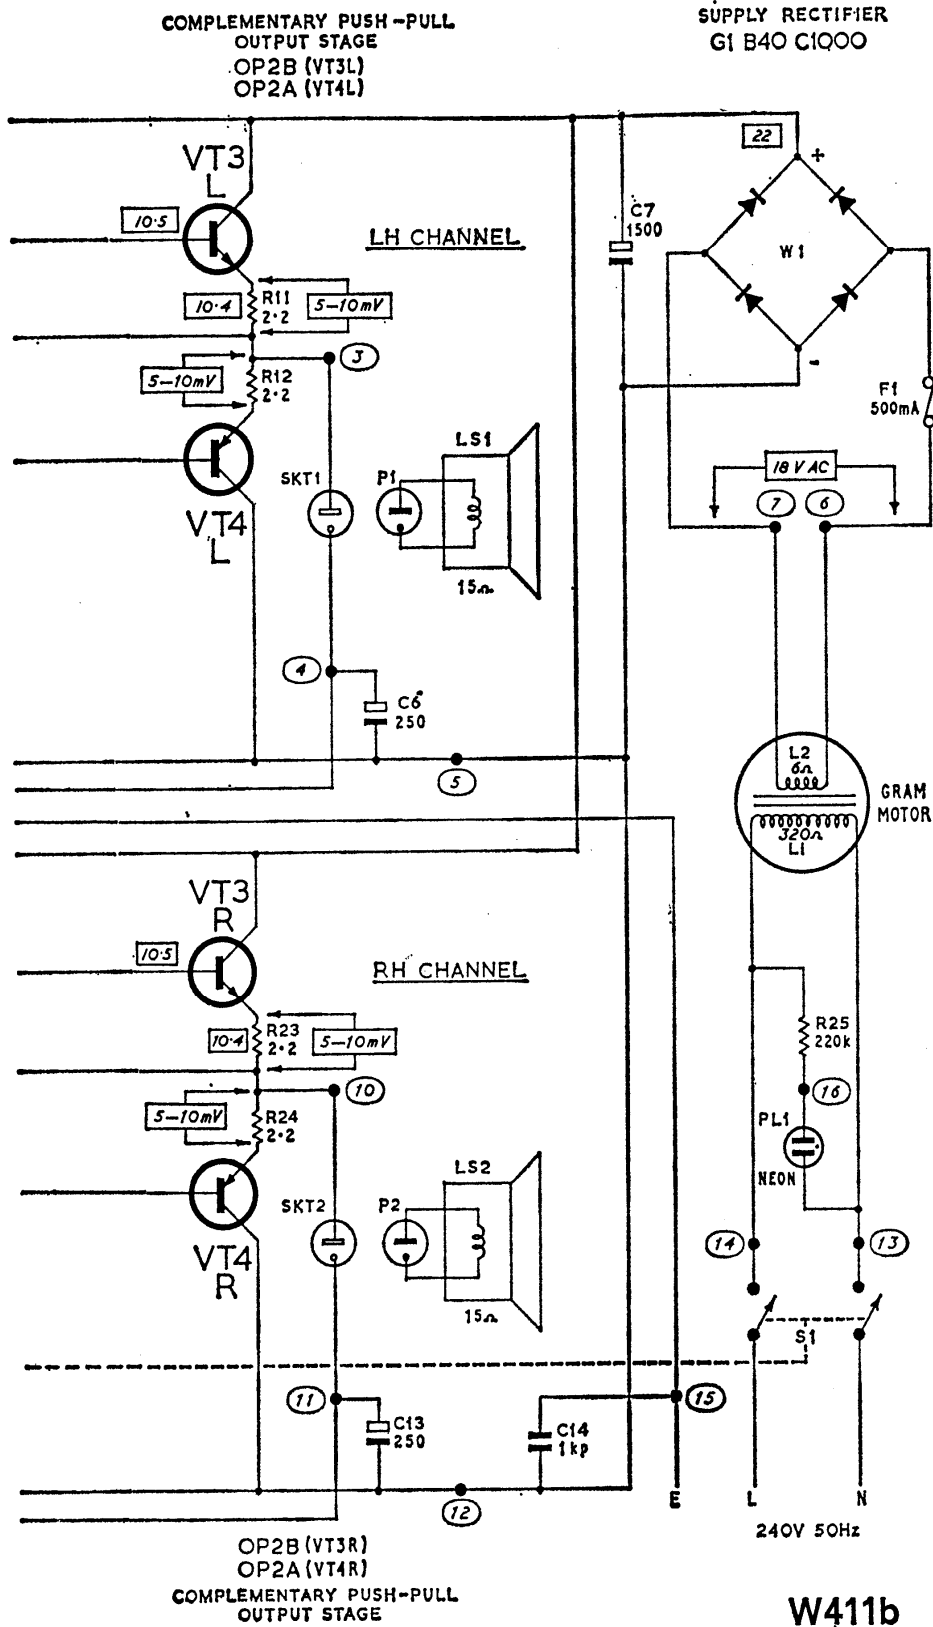 COMPLEMENTARY PUSH-PULL
OUTPUT STAGE
OP2B (VT3L)
OP2A (VT4L)
SUPPLY RECTIFIER
G1 B40 C1000
22
+
VT3
L
10·5
LH CHANNEL
C7
1500
W1
10·4
R11
2·2
5-10mV
3
5-10mV
R12
2·2
-
F1
500mA
LS1
18 V AC
SKT1
P1
7
6
VT4
L
15Ω
4
C6
250
5
L2
6Ω
GRAM
MOTOR
320Ω
L1
VT3
R
10·5
RH CHANNEL
10·4
R23
2·2
5-10mV
R25
220k
10
16
5-10mV
R24
2·2
PL1
LS2
NEON
SKT2
P2
14
13
VT4
R
15Ω
S1
11
15
C13
250
C14
1kp
12
E
L
N
240V 50Hz
OP2B (VT3R)
OP2A (VT4R)
COMPLEMENTARY PUSH-PULL
OUTPUT STAGE
W411b